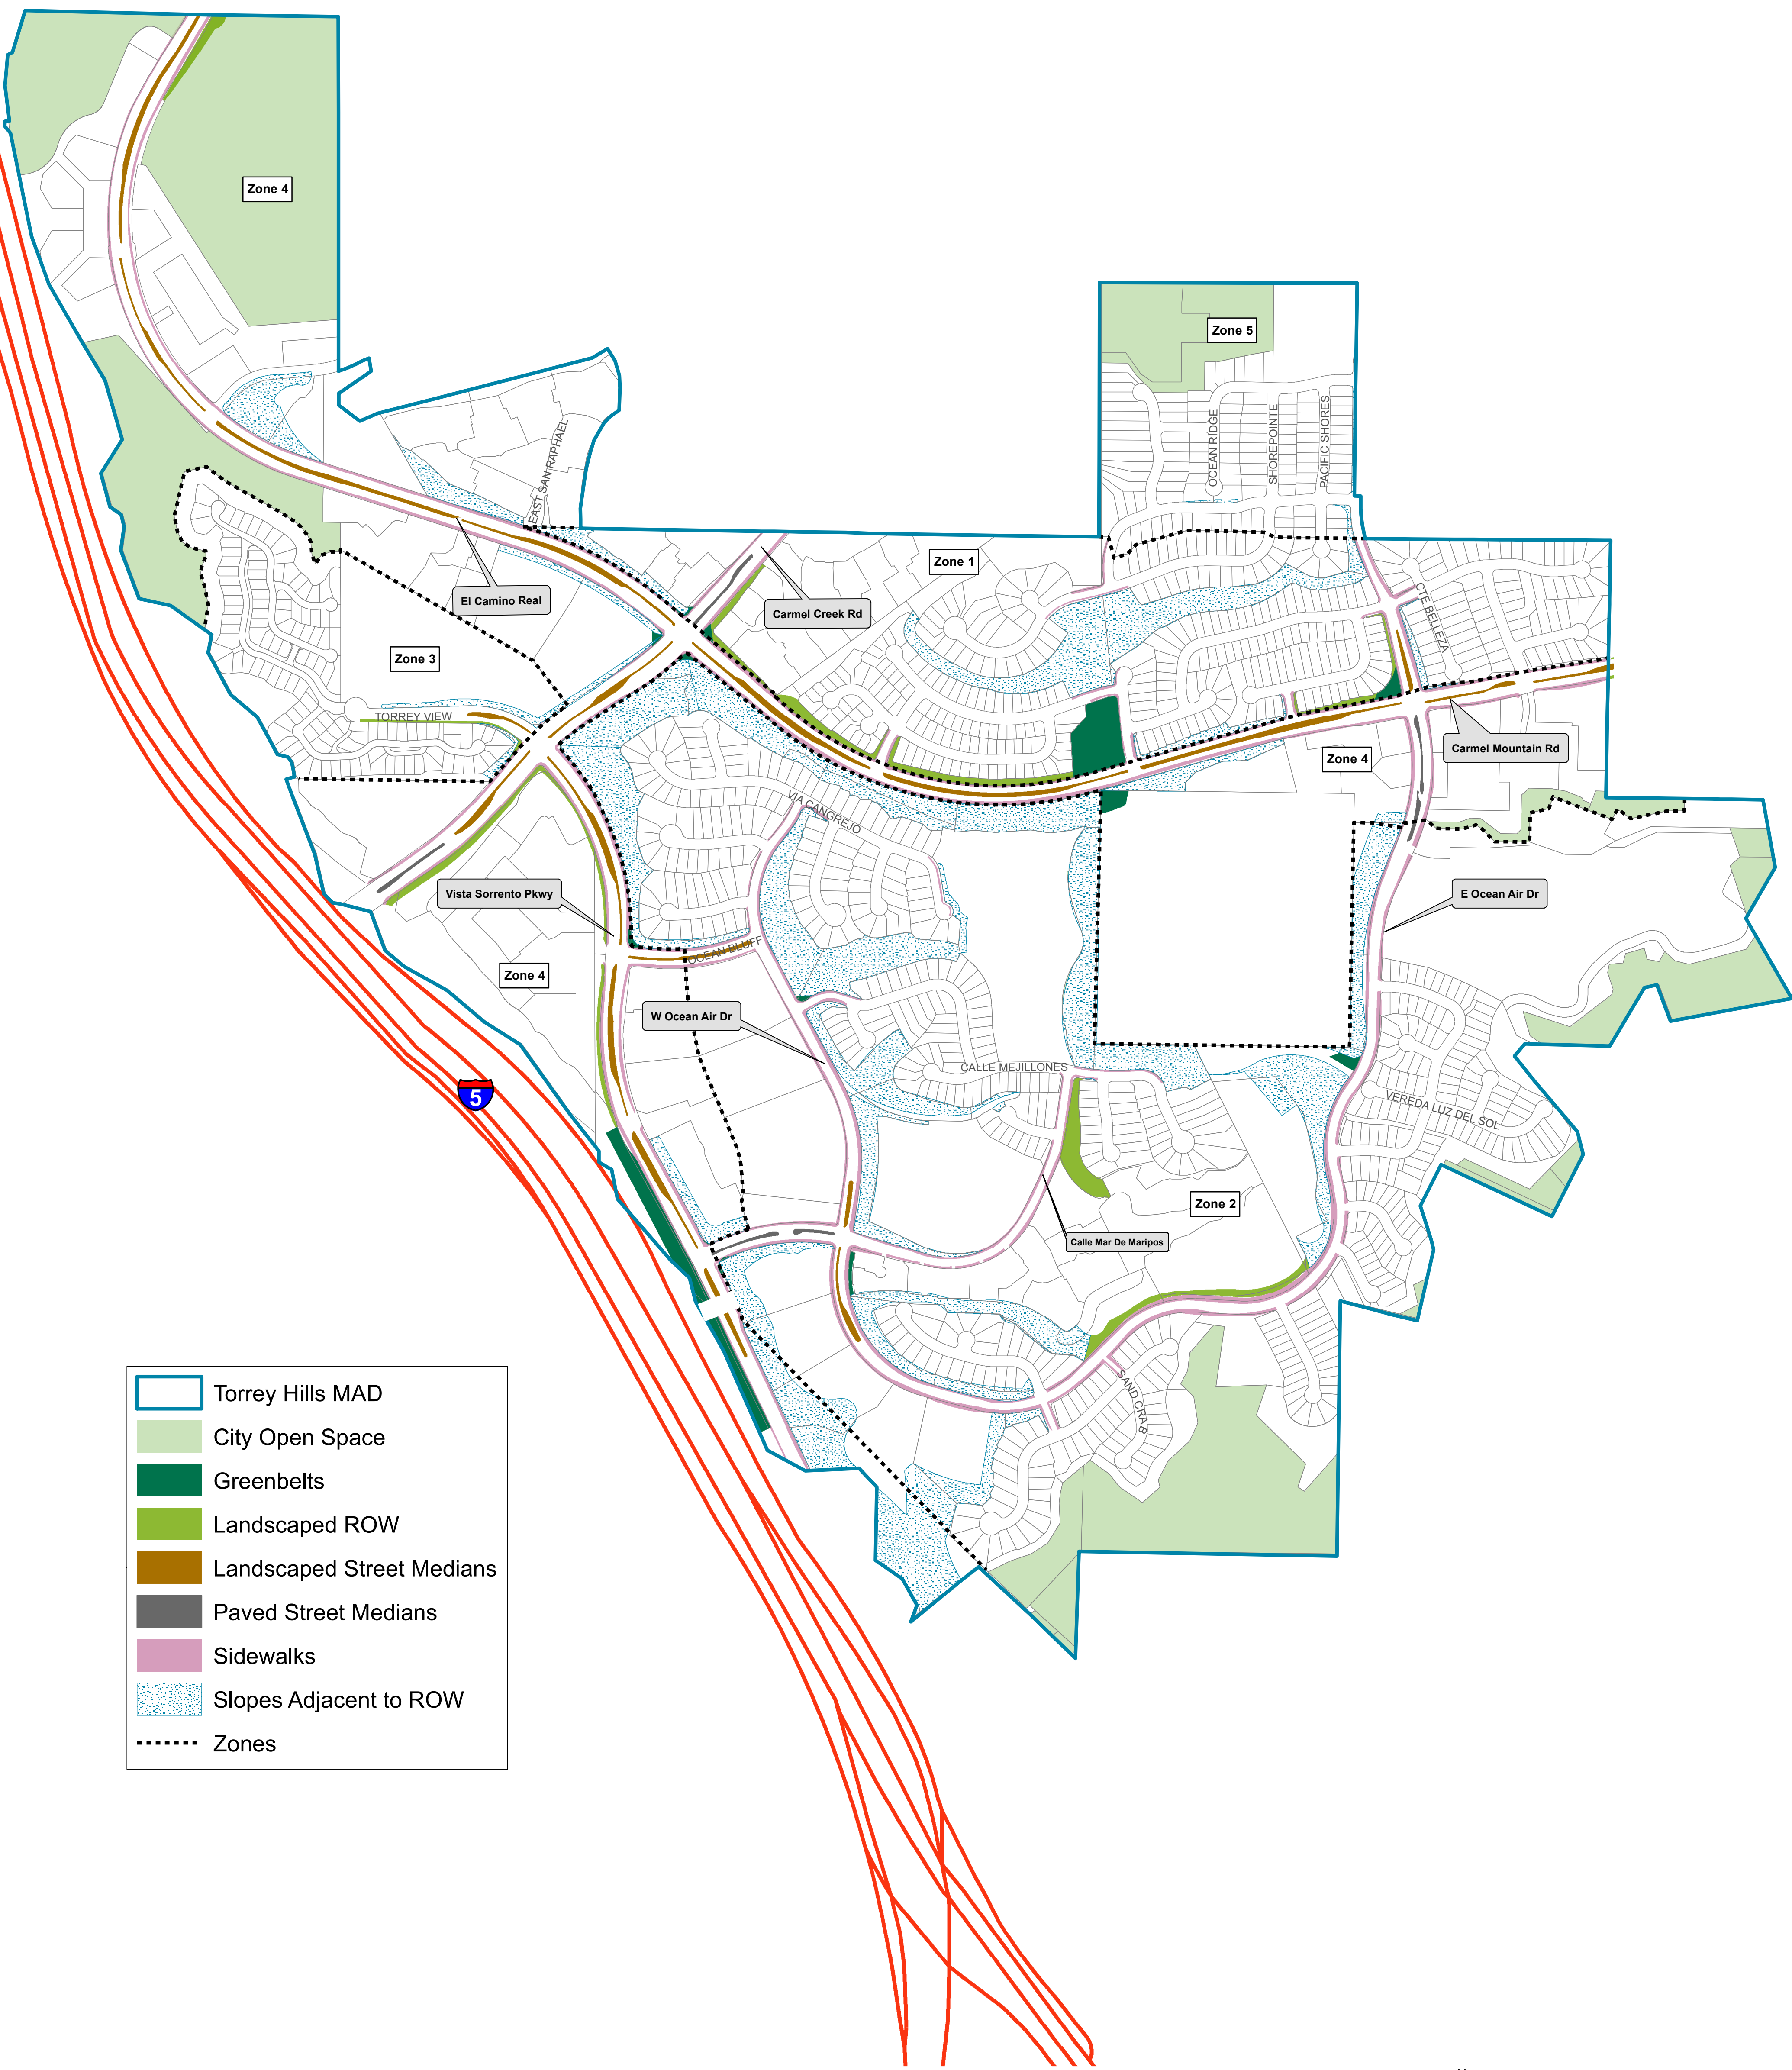 Zone 4
Zone 5
OCEAN RIDGE
SHOREPOINTE
PACIFIC SHORES
EAST SAN RAPHAEL
Zone 1
El Camino Real
Carmel Creek Rd
CTE BELLEZA
Zone 3
TORREY VIEW
Carmel Mountain Rd
Zone 4
VIA CANGREJO
Vista Sorrento Pkwy
E Ocean Air Dr
OCEAN BLUFF
Zone 4
W Ocean Air Dr
CALLE MEJILLONES
5
VEREDA LUZ DEL SOL
Zone 2
Calle Mar De Maripos
SAND CRAB
Torrey Hills MAD
City Open Space
Greenbelts
Landscaped ROW
Landscaped Street Medians
Paved Street Medians
Sidewalks
Slopes Adjacent to ROW
Zones